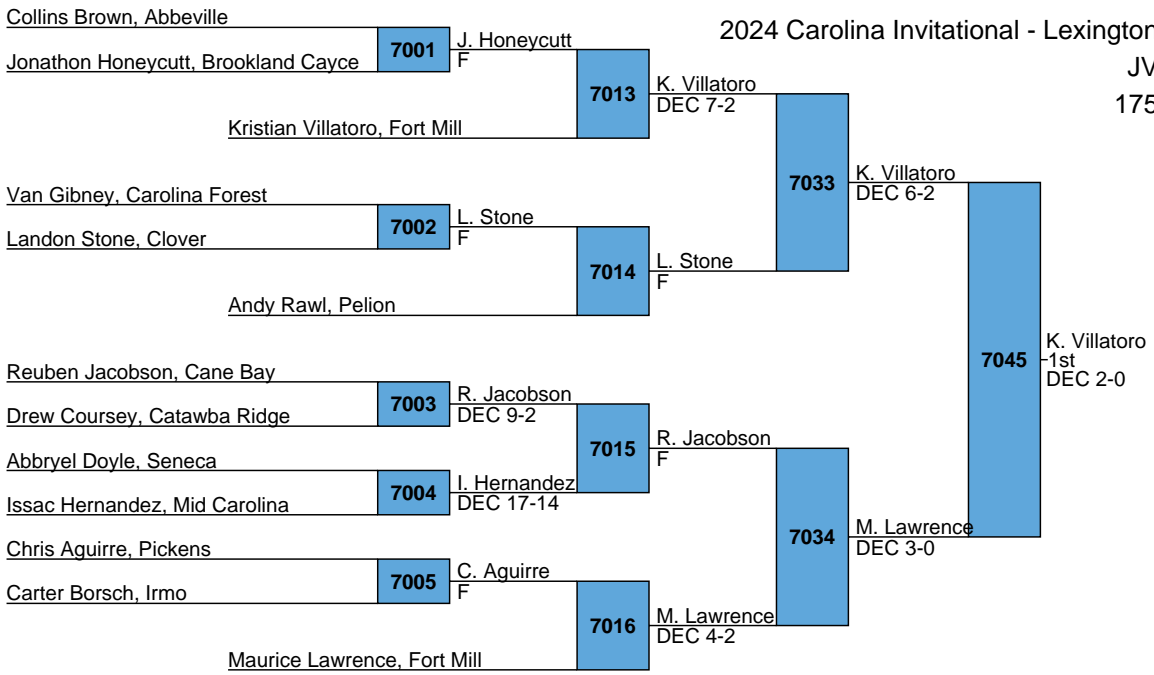 2024 Carolina Invitational - Lexington
JV
175
Collins Brown, Abbeville
7001
J. Honeycutt
F
Jonathon Honeycutt, Brookland Cayce
7013
K. Villatoro
DEC 7-2
Kristian Villatoro, Fort Mill
7033
K. Villatoro
DEC 6-2
Van Gibney, Carolina Forest
7002
L. Stone
F
Landon Stone, Clover
7014
L. Stone
F
Andy Rawl, Pelion
7045
K. Villatoro
1st
DEC 2-0
Reuben Jacobson, Cane Bay
7003
R. Jacobson
DEC 9-2
Drew Coursey, Catawba Ridge
7015
R. Jacobson
F
Abbryel Doyle, Seneca
7004
I. Hernandez
DEC 17-14
Issac Hernandez, Mid Carolina
7034
M. Lawrence
DEC 3-0
Chris Aguirre, Pickens
7005
C. Aguirre
F
Carter Borsch, Irmo
7016
M. Lawrence
DEC 4-2
Maurice Lawrence, Fort Mill